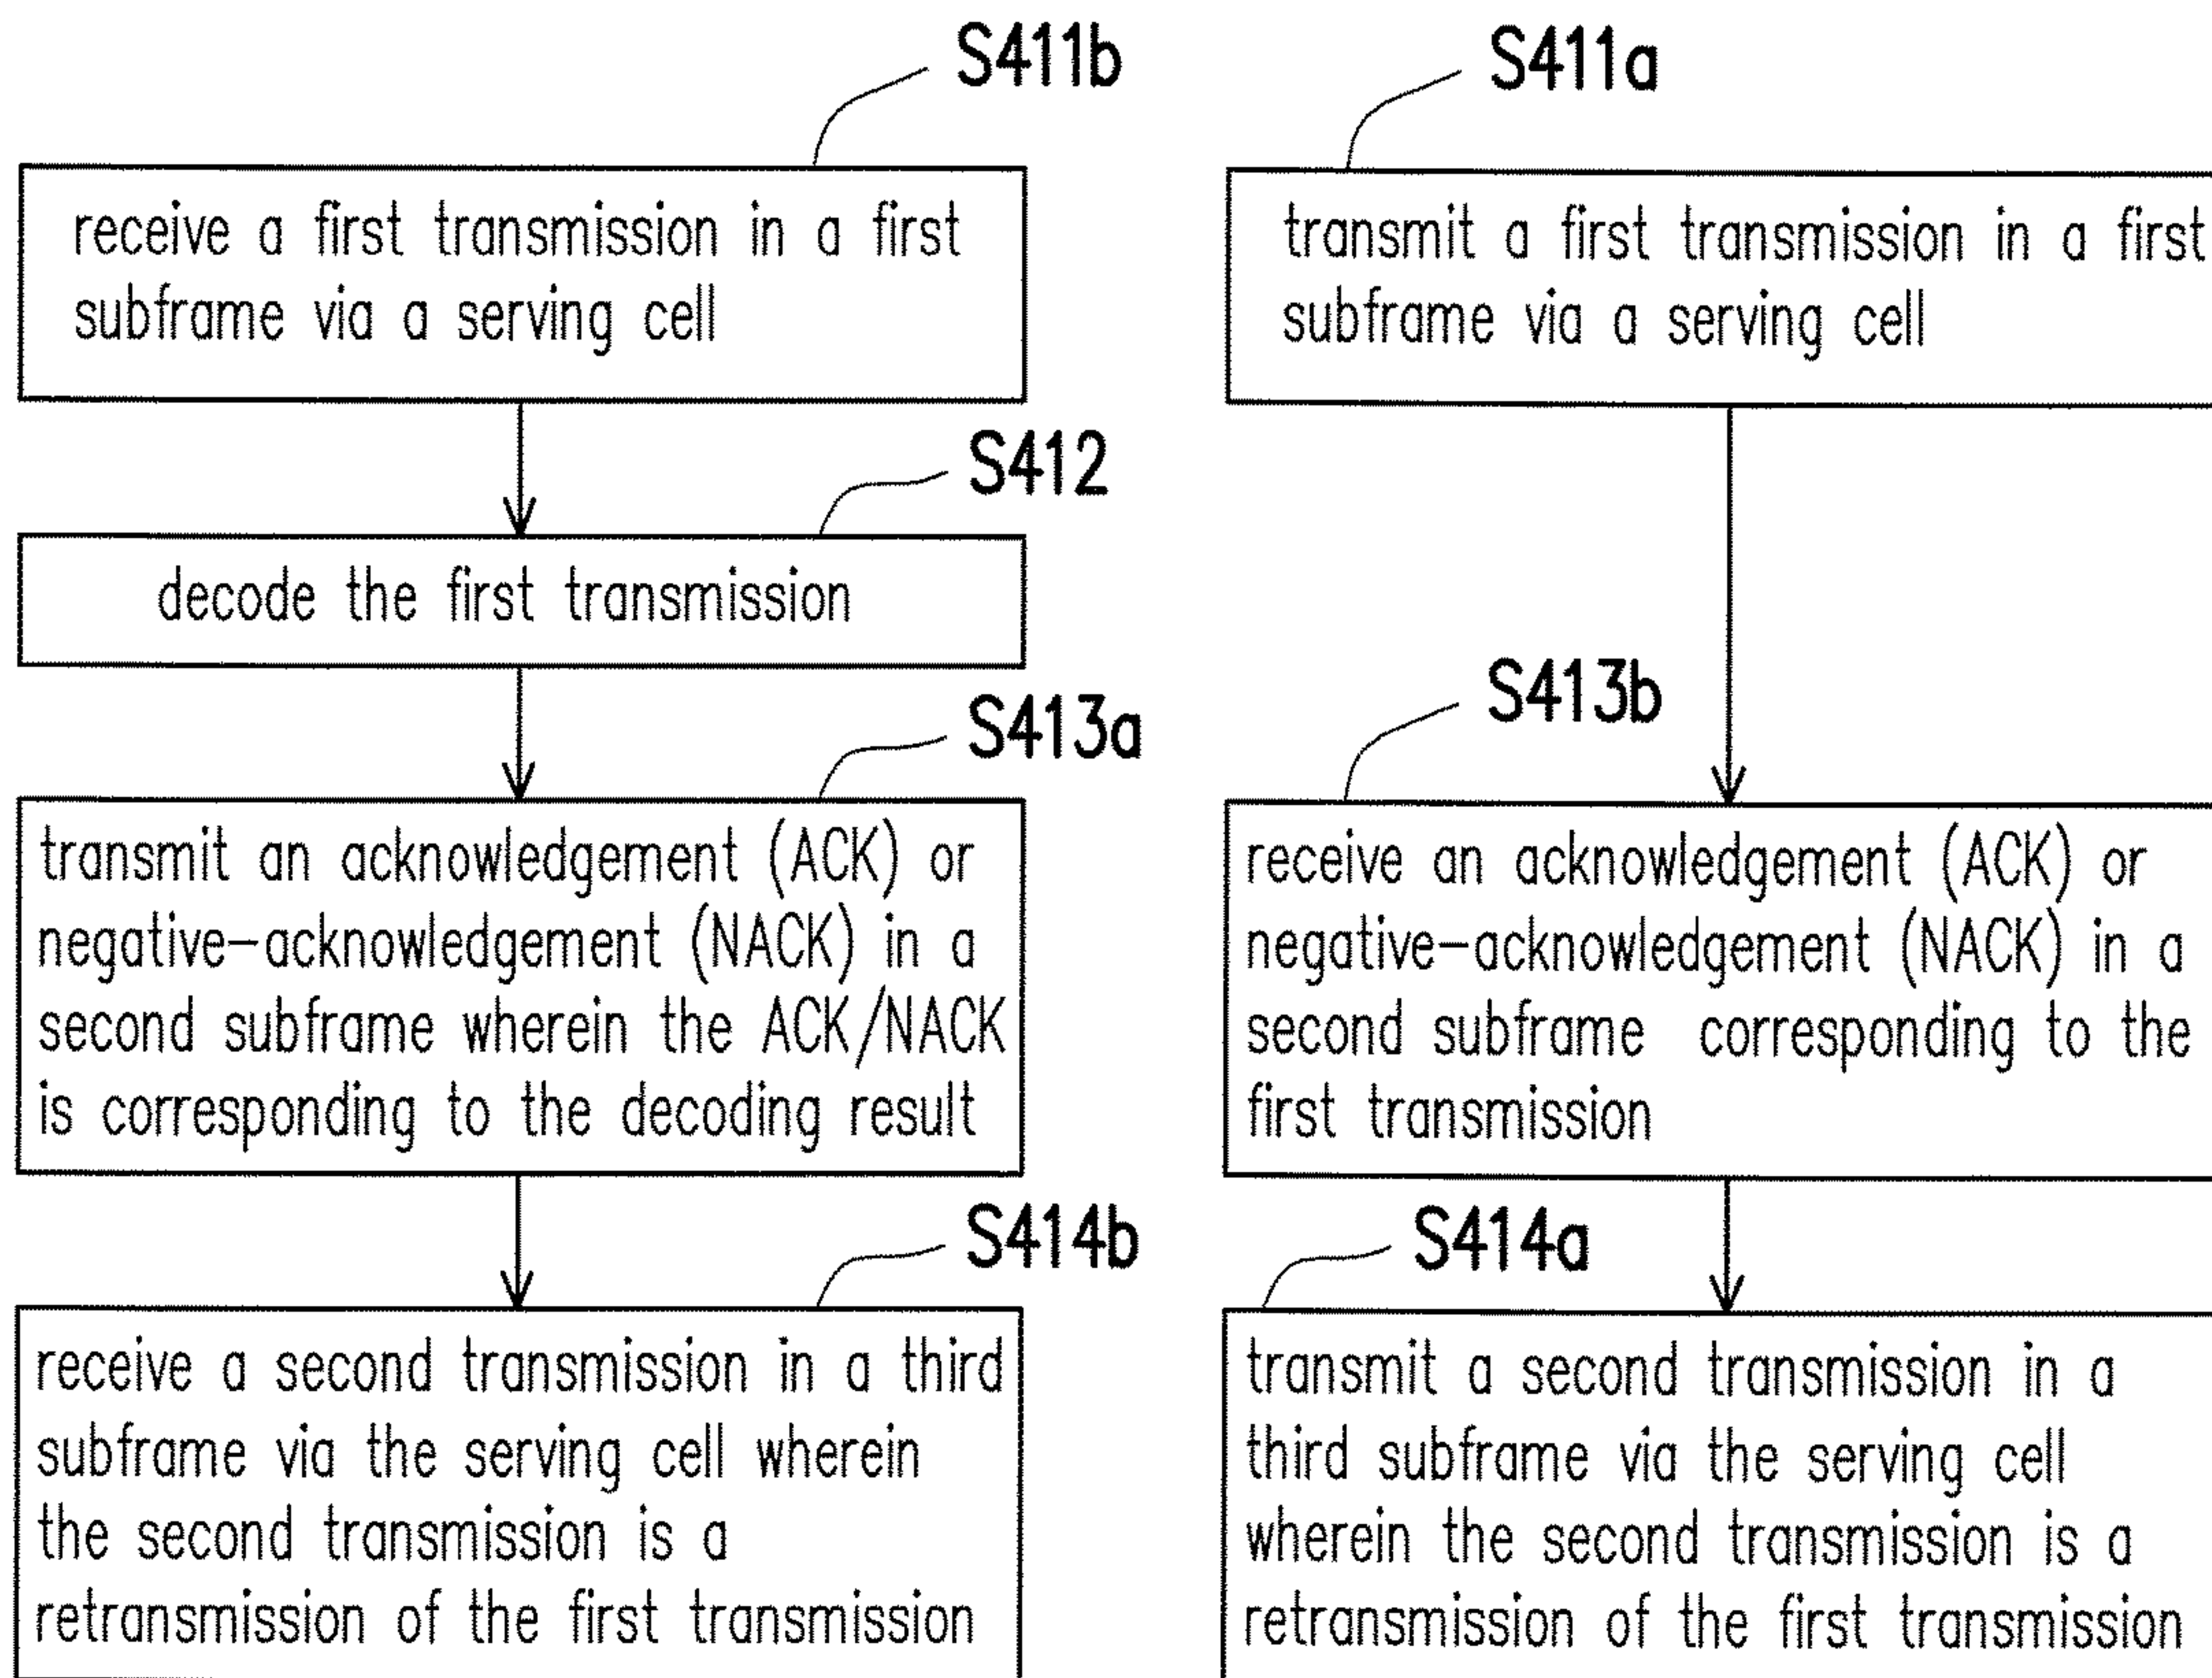 S411b
receive a first transmission in a first
subframe via a serving cell
S412
decode the first transmission
S413a
transmit an acknowledgement (ACK) or
negative-acknowledgement (NACK) in a
second subframe wherein the ACK/NACK
is corresponding to the decoding result
S414b
receive a second transmission in a third
subframe via the serving cell wherein
the second transmission is a
retransmission of the first transmission
S411a
transmit a first transmission in a first
subframe via a serving cell
S413b
receive an acknowledgement (ACK) or
negative-acknowledgement (NACK) in a
second subframe corresponding to the
first transmission
S414a
transmit a second transmission in a
third subframe via the serving cell
wherein the second transmission is a
retransmission of the first transmission